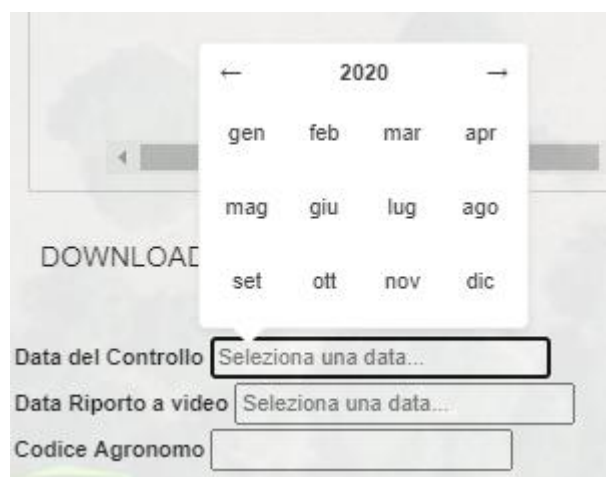 ← 2020 →
gen feb mar apr
mag giu lug ago
DOWNLOAD
set ott nov dic
Data del Controllo Seleziona una data...
Data Riporto a video Seleziona una data...
Codice Agronomo